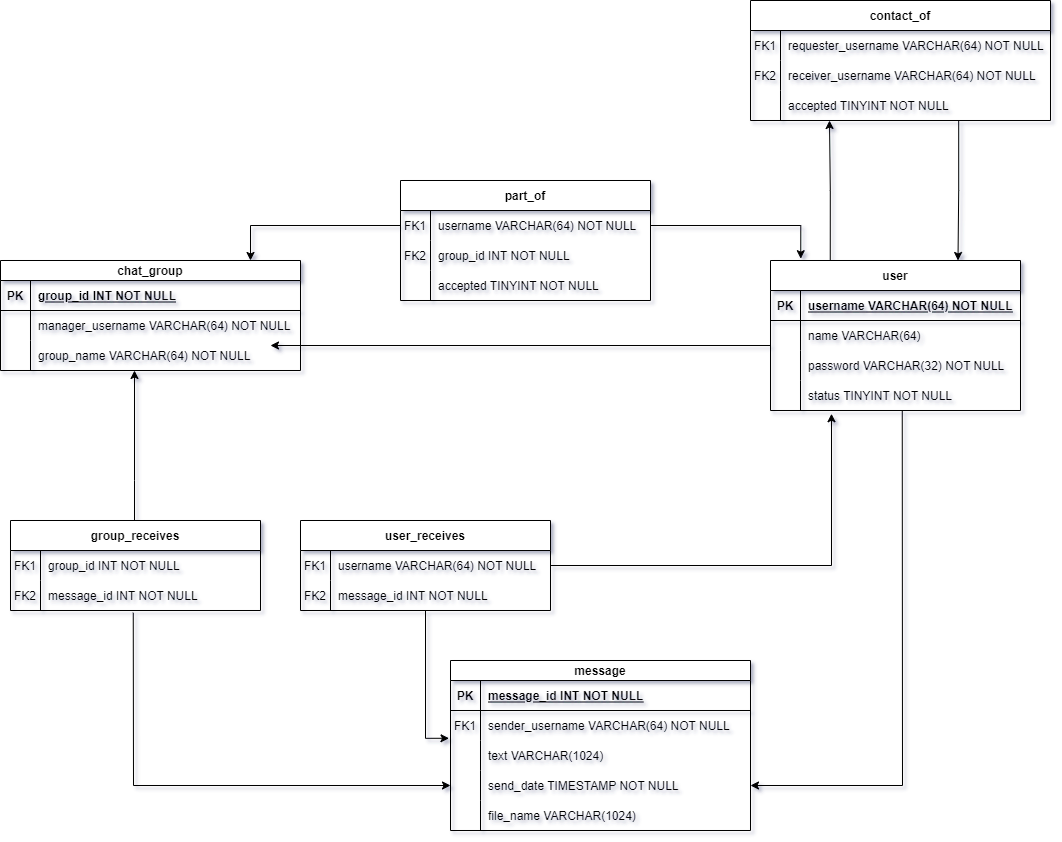 contact_of
FK1 requester_username VARCHAR(64) NOT NULL
FK2 receiver_username VARCHAR(64) NOT NULL
accepted TINYINT NOT NULL
part_of
FK1 username VARCHAR(64) NOT NULL
FK2 group_id INT NOT NULL
accepted TINYINT NOT NULL
chat_group
PK group_id INT NOT NULL
manager_username VARCHAR(64) NOT NULL
group_name VARCHAR(64) NOT NULL
user
PK username VARCHAR(64) NOT NULL
name VARCHAR(64)
password VARCHAR(32) NOT NULL
status TINYINT NOT NULL
group_receives
FK1 group_id INT NOT NULL
FK2 message_id INT NOT NULL
user_receives
FK1 username VARCHAR(64) NOT NULL
FK2 message_id INT NOT NULL
message
PK message_id INT NOT NULL
FK1 sender_username VARCHAR(64) NOT NULL
text VARCHAR(1024)
send_date TIMESTAMP NOT NULL
file_name VARCHAR(1024)